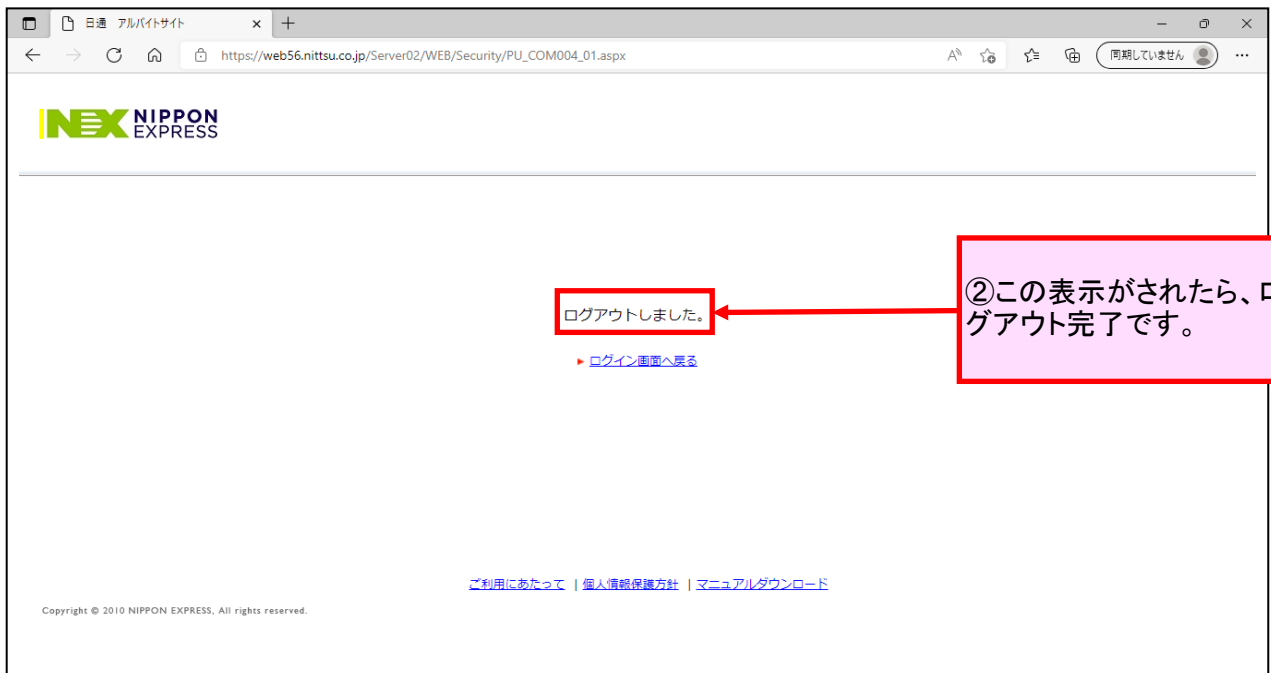 日通 アルバイトサイト
https://web56.nittsu.co.jp/Server02/WEB/Security/PU_COM004_01.aspx
同期していません
NEX NIPPON
EXPRESS
②この表示がされたら、ロ
グアウト完了です。
ログアウトしました。
ログイン画面へ戻る
ご利用にあたって | 個人情報保護方針 | マニュアルダウンロード
Copyright © 2010 NIPPON EXPRESS, All rights reserved.